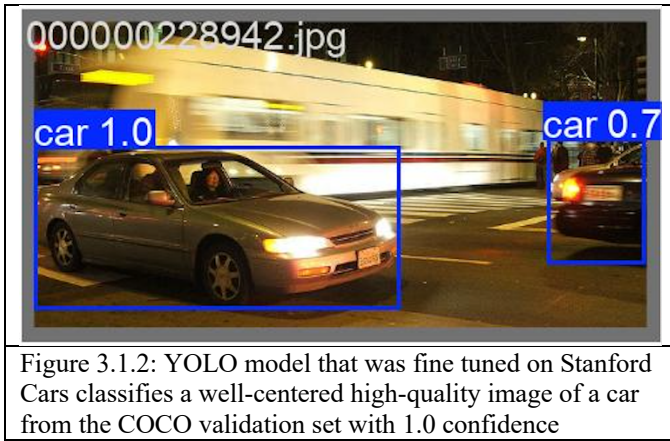 000000228942.jpg
car 1.0
car 0.7
Figure 3.1.2: YOLO model that was fine tuned on Stanford
Cars classifies a well-centered high-quality image of a car
from the COCO validation set with 1.0 confidence